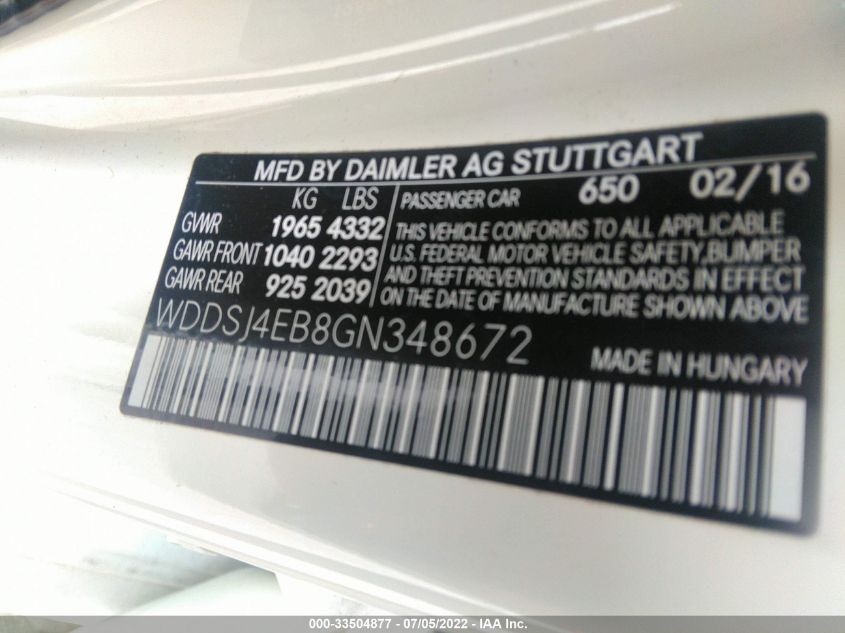 MFD BY DAIMLER AG STUTTGART
KG LBS
GVWR 1965 4332
GAWR FRONT 1040 2293
GAWR REAR 925 2039
PASSENGER CAR 650 02/16
THIS VEHICLE CONFORMS TO ALL APPLICABLE
U.S. FEDERAL MOTOR VEHICLE SAFETY, BUMPER
AND THEFT PREVENTION STANDARDS IN EFFECT
ON THE DATE OF MANUFACTURE SHOWN ABOVE
WDDSJ4EB8GN348672
MADE IN HUNGARY
000-33504877 - 07/05/2022 - IAA Inc.